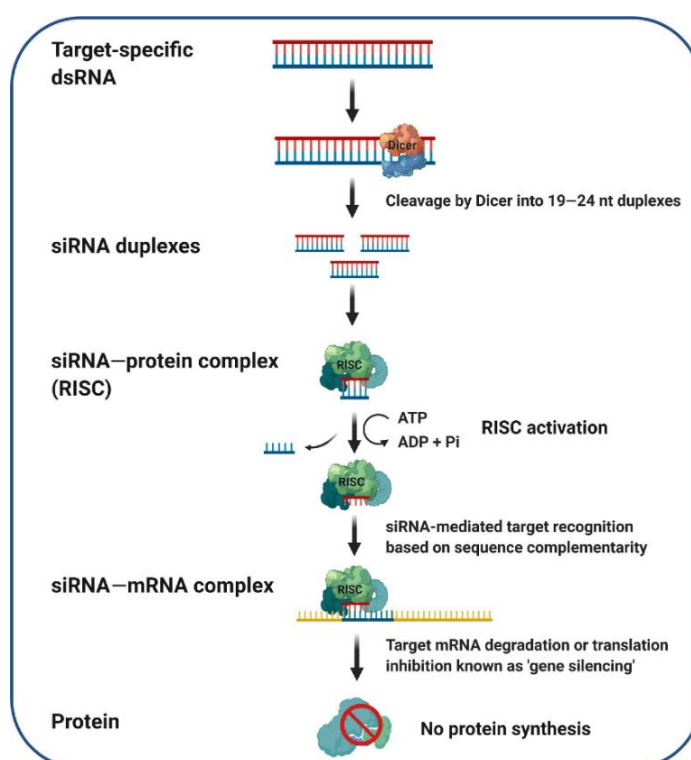 Target-specific
dsRNA
Dicer
Cleavage by Dicer into 19–24 nt duplexes
siRNA duplexes
siRNA–protein complex
(RISC)
RISC
ATP
ADP + Pi
RISC activation
RISC
siRNA-mediated target recognition
based on sequence complementarity
siRNA–mRNA complex
RISC
Target mRNA degradation or translation
inhibition known as 'gene silencing'
Protein
No protein synthesis